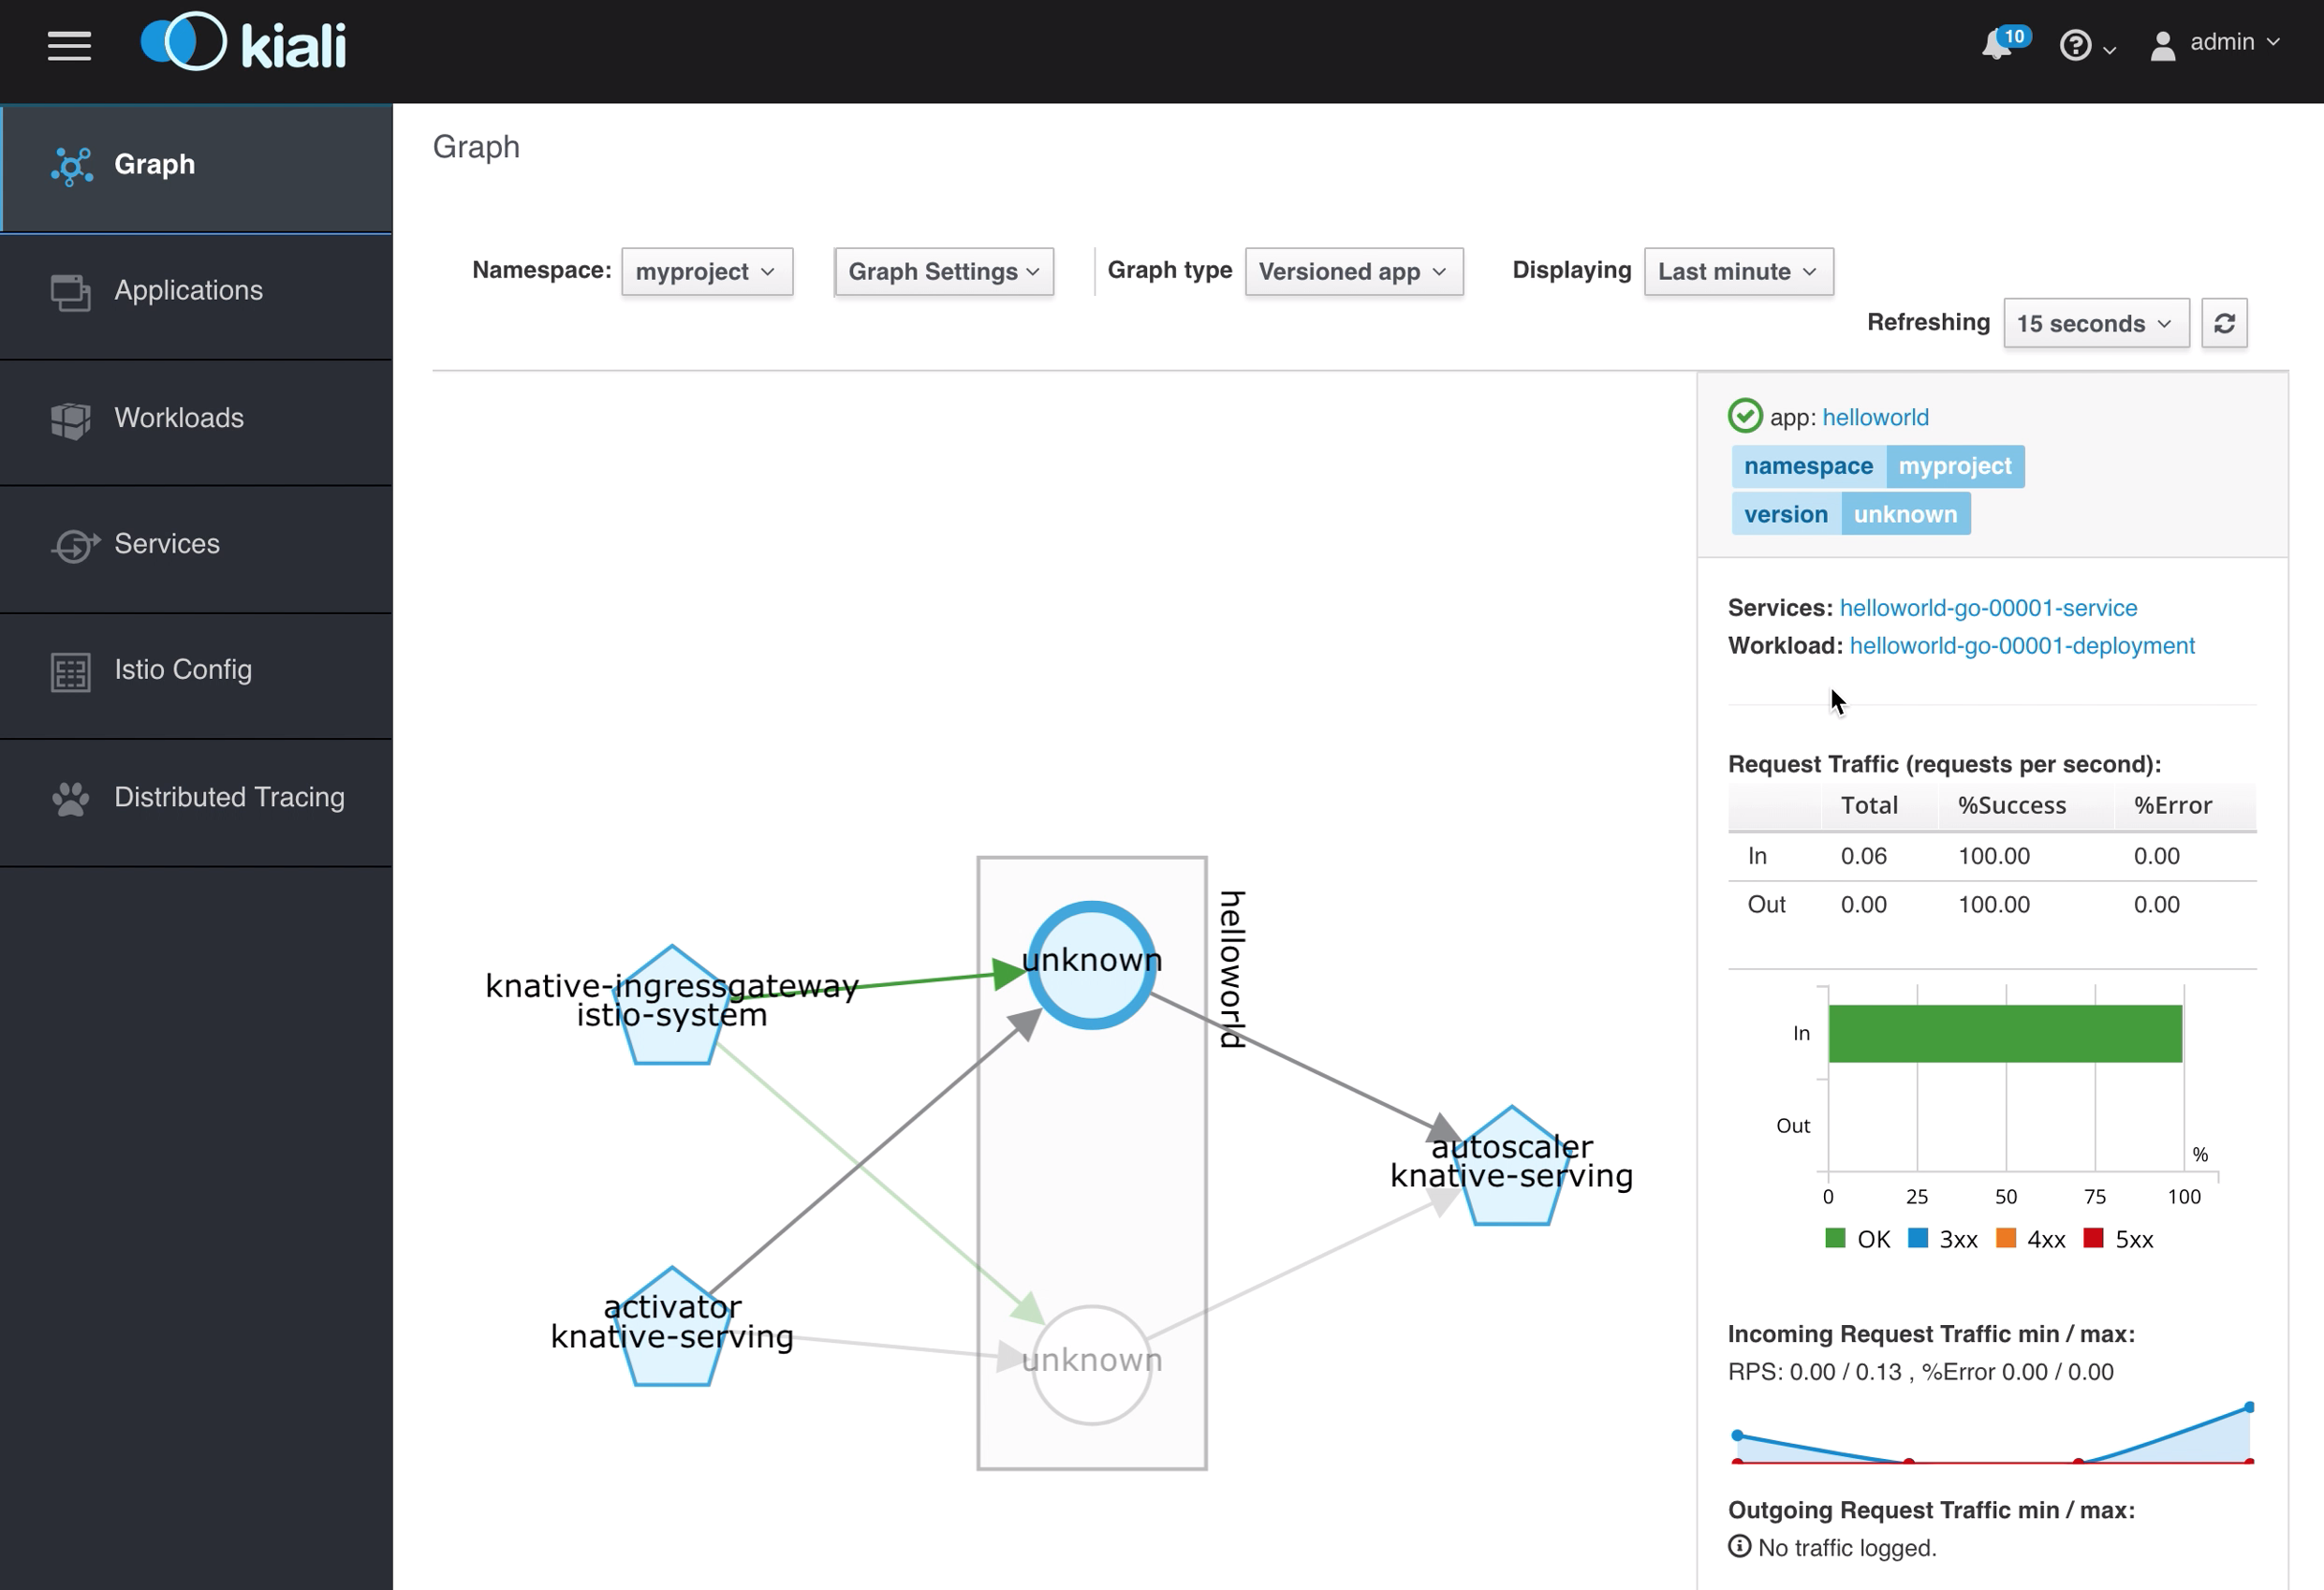 kiali
10
admin
Graph
Applications
Workloads
Services
Istio Config
Distributed Tracing
Graph
Namespace: myproject Graph Settings Graph type Versioned app Displaying Last minute
Refreshing 15 seconds
knative-ingressgateway
istio-system
activator
knative-serving
unknown
helloworld
unknown
autoscaler
knative-serving
app: helloworld
namespace myproject
version unknown
Services: helloworld-go-00001-service
Workload: helloworld-go-00001-deployment
Request Traffic (requests per second):
Total %Success %Error
In 0.06 100.00 0.00
Out 0.00 100.00 0.00
In
Out
%
0 25 50 75 100
OK 3xx 4xx 5xx
Incoming Request Traffic min / max:
RPS: 0.00 / 0.13 , %Error 0.00 / 0.00
Outgoing Request Traffic min / max:
No traffic logged.